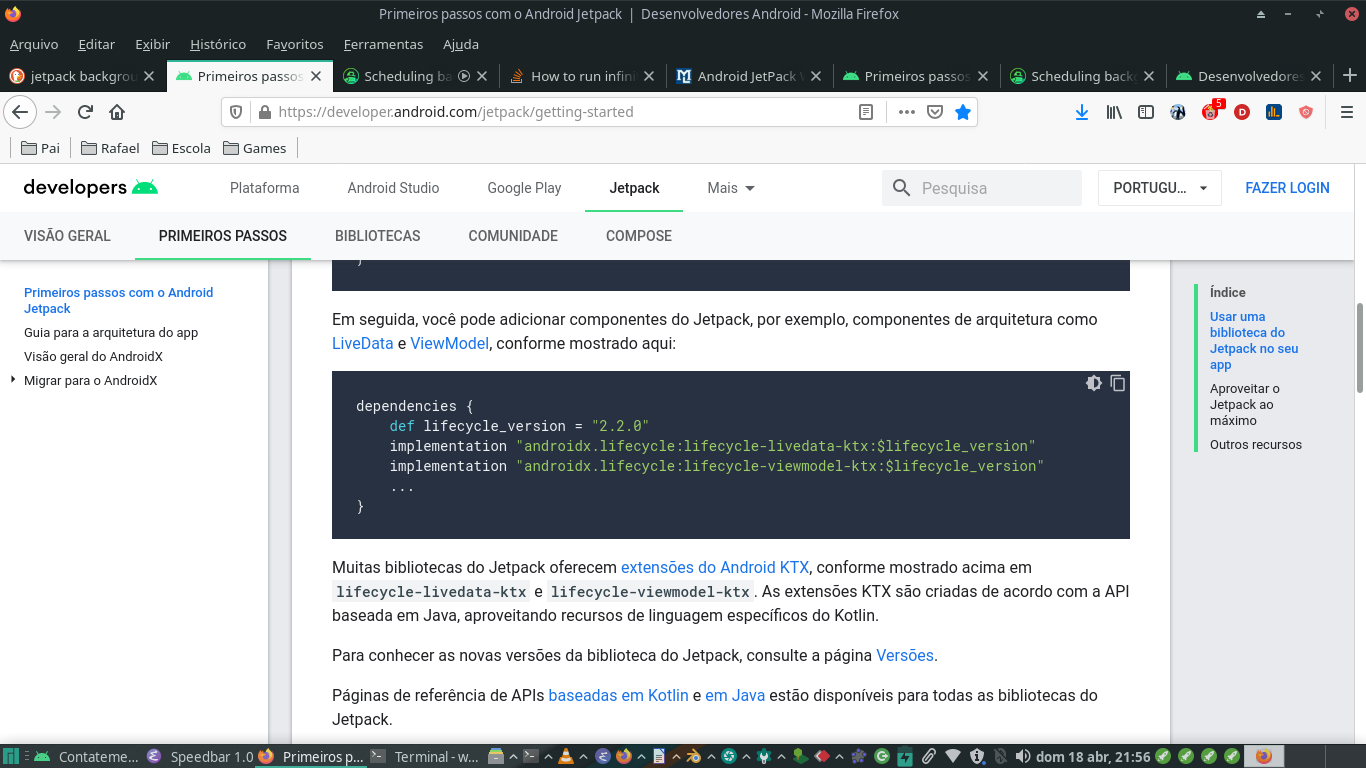 Primeiros passos com o Android Jetpack | Desenvolvedores Android - Mozilla Firefox
Arquivo Editar Exibir Histórico Favoritos Ferramentas Ajuda
jetpack backgrou Primeiros passos Scheduling ba How to run infini Android JetPack Primeiros passos Scheduling back Desenvolvedores
https://developer.android.com/jetpack/getting-started
5
Pai Rafael Escola Games
developers Plataforma Android Studio Google Play Jetpack Mais Pesquisa PORTUGU... FAZER LOGIN
VISÃO GERAL PRIMEIROS PASSOS BIBLIOTECAS COMUNIDADE COMPOSE
Primeiros passos com o Android
Jetpack
Guia para a arquitetura do app
Visão geral do AndroidX
Migrar para o AndroidX
}
Em seguida, você pode adicionar componentes do Jetpack, por exemplo, componentes de arquitetura como
LiveData e ViewModel, conforme mostrado aqui:
dependencies {
def lifecycle_version = "2.2.0"
implementation "androidx.lifecycle:lifecycle-livedata-ktx:$lifecycle_version"
implementation "androidx.lifecycle:lifecycle-viewmodel-ktx:$lifecycle_version"
...
}
Muitas bibliotecas do Jetpack oferecem extensões do Android KTX, conforme mostrado acima em
lifecycle-livedata-ktx e lifecycle-viewmodel-ktx. As extensões KTX são criadas de acordo com a API
baseada em Java, aproveitando recursos de linguagem específicos do Kotlin.
Para conhecer as novas versões da biblioteca do Jetpack, consulte a página Versões.
Páginas de referência de APIs baseadas em Kotlin e em Java estão disponíveis para todas as bibliotecas do
Jetpack.
Índice
Usar uma
biblioteca do
Jetpack no seu
app
Aproveitar o
Jetpack ao
máximo
Outros recursos
Contateme... Speedbar 1.0 Primeiros p... Terminal - w... dom 18 abr, 21:56